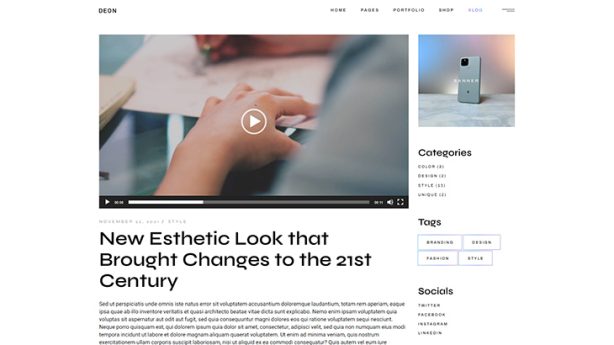 DEON
HOME PAGES PORTFOLIO SHOP BLOG
BANNER
00:00
NOVEMBER 11, 2021 / STYLE
New Esthetic Look that
Brought Changes to the 21st
Century
Sed ut perspiciatis unde omnis iste natus error sit voluptatem accusantium doloremque laudantium, totam rem aperiam, eaque
ipsa quae ab illo inventore veritatis et quasi architecto beatae vitae dicta sunt explicabo. Nemo enim ipsam voluptatem quia
voluptas sit aspernatur aut odit aut fugit, sed quia consequuntur magni dolores eos qui ratione voluptatem sequi nesciunt.
Neque porro quisquam est, qui dolorem ipsum quia dolor sit amet, consectetur, adipisci velit, sed quia non numquam eius modi
tempora incidunt ut labore et dolore magnam aliquam quaerat voluptatem. Ut enim ad minima veniam, quis nostrum
exercitationem ullam corporis suscipit laboriosam, nisi ut aliquid ex ea commodi consequatur? Quis autem vel eum iure
Categories
COLOR (2)
DESIGN (2)
STYLE (13)
UNIQUE (2)
Tags
BRANDING DESIGN
FASHION STYLE
Socials
TWITTER
FACEBOOK
INSTAGRAM
LINKEDIN